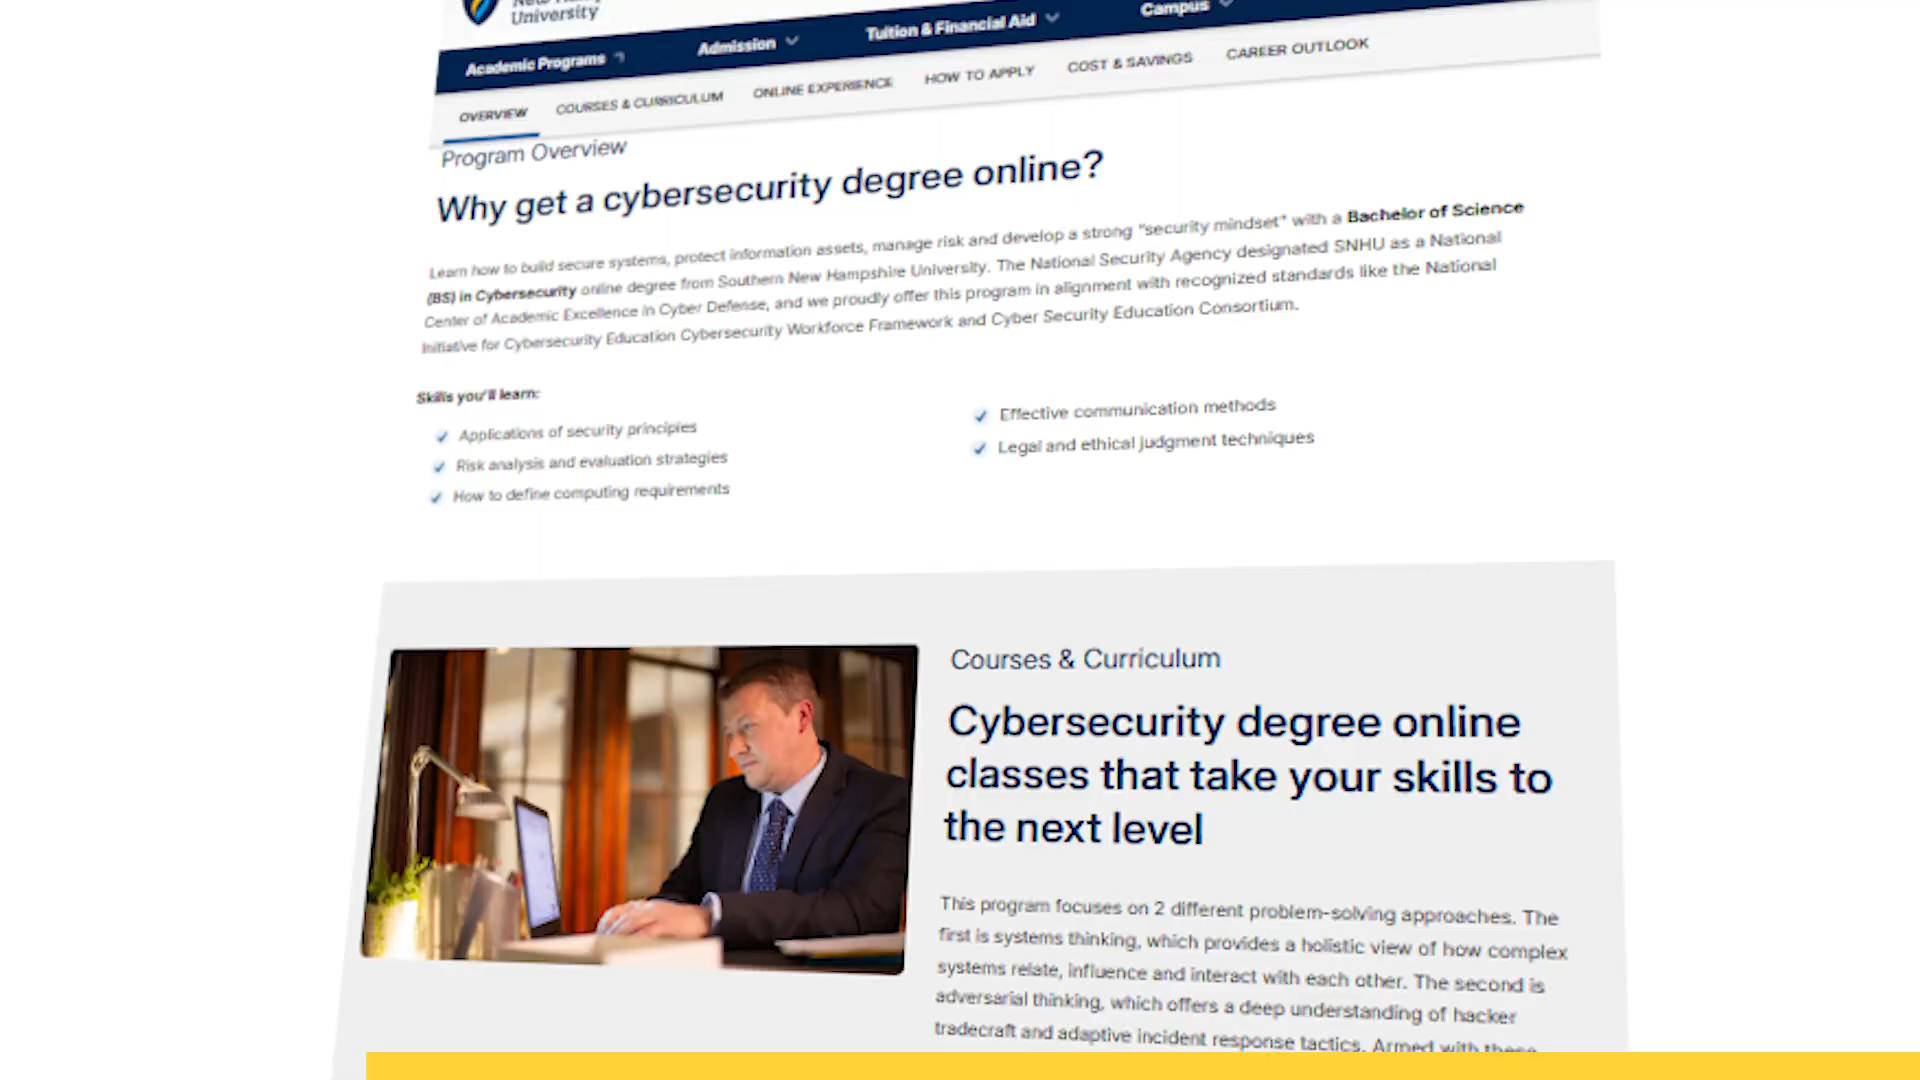 University
Academic Programs
Admission
Tuition & Financial Aid
Campus
OVERVIEW
COURSES & CURRICULUM
ONLINE EXPERIENCE
HOW TO APPLY
COST & SAVINGS
CAREER OUTLOOK
Program Overview
Why get a cybersecurity degree online?
Learn how to build secure systems, protect information assets, manage risk and develop a strong "security mindset" with a Bachelor of Science
(BS) in Cybersecurity online degree from Southern New Hampshire University. The National Security Agency designated SNHU as a National
Center of Academic Excellence in Cyber Defense, and we proudly offer this program in alignment with recognized standards like the National
Initiative for Cybersecurity Education Cybersecurity Workforce Framework and Cyber Security Education Consortium.
Skills you'll learn:
Applications of security principles
Risk analysis and evaluation strategies
How to define computing requirements
Effective communication methods
Legal and ethical judgment techniques
Courses & Curriculum
Cybersecurity degree online
classes that take your skills to
the next level
This program focuses on 2 different problem-solving approaches. The
first is systems thinking, which provides a holistic view of how complex
systems relate, influence and interact with each other. The second is
adversarial thinking, which offers a deep understanding of hacker
tradecraft and adaptive incident response tactics. Armed with these